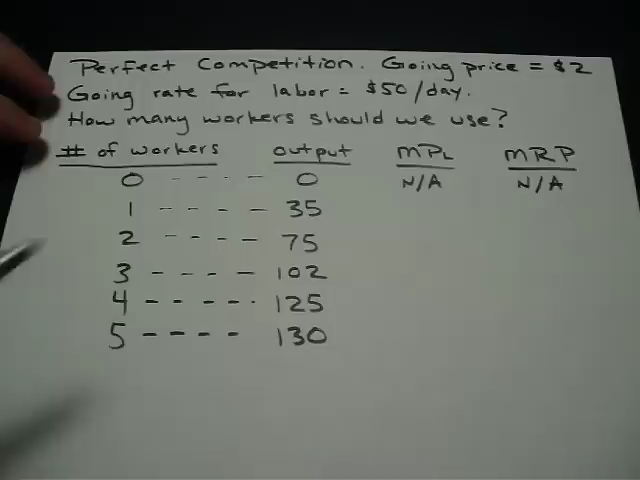 Perfect Competition. Going price = $2
Going rate for labor = $50/day.
How many workers should we use?
# of workers output MPL MRP
0 - - - - 0 N/A N/A
1 - - - - 35
2 - - - - 75
3 - - - - 102
4 - - - - - 125
5 - - - - 130